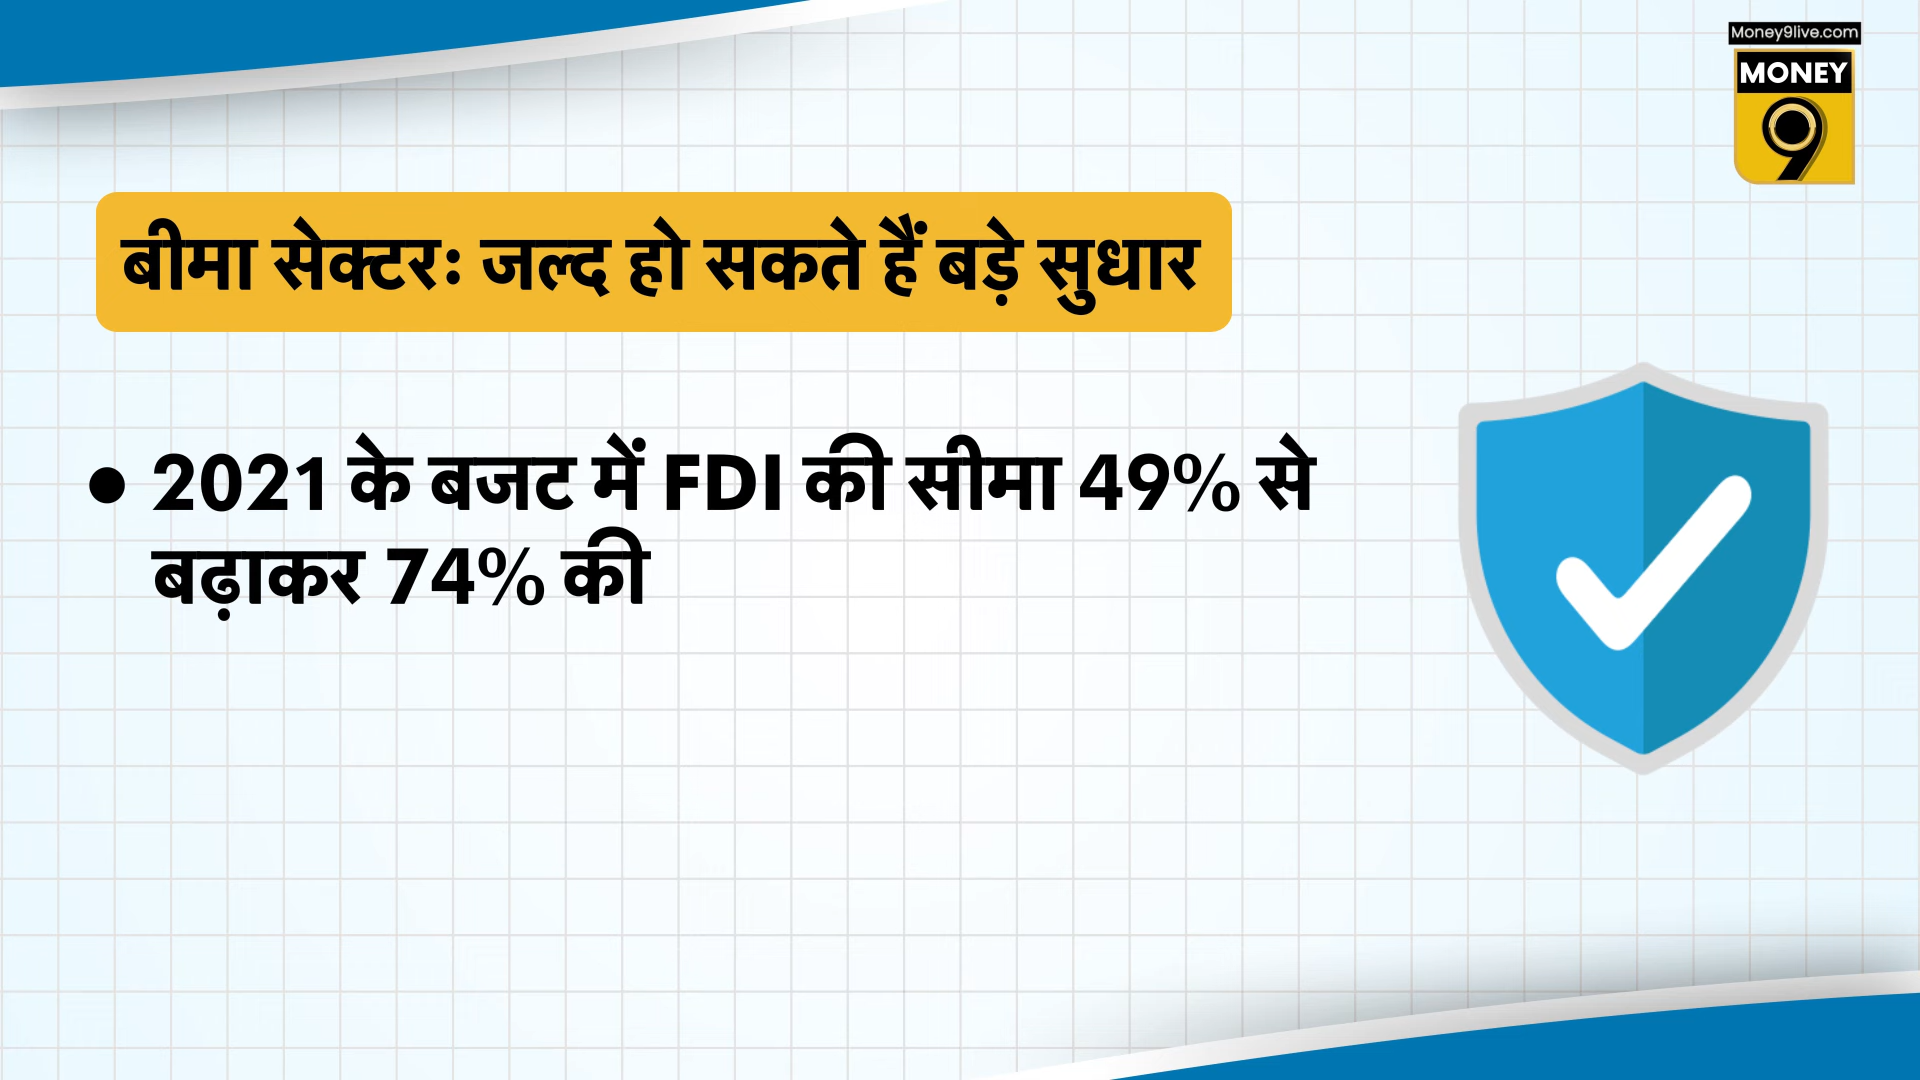 Money9live.com
MONEY
9
बीमा सेक्टरः जल्द हो सकते हैं बड़े सुधार
● 2021 के बजट में FDI की सीमा 49% से
बढ़ाकर 74% की